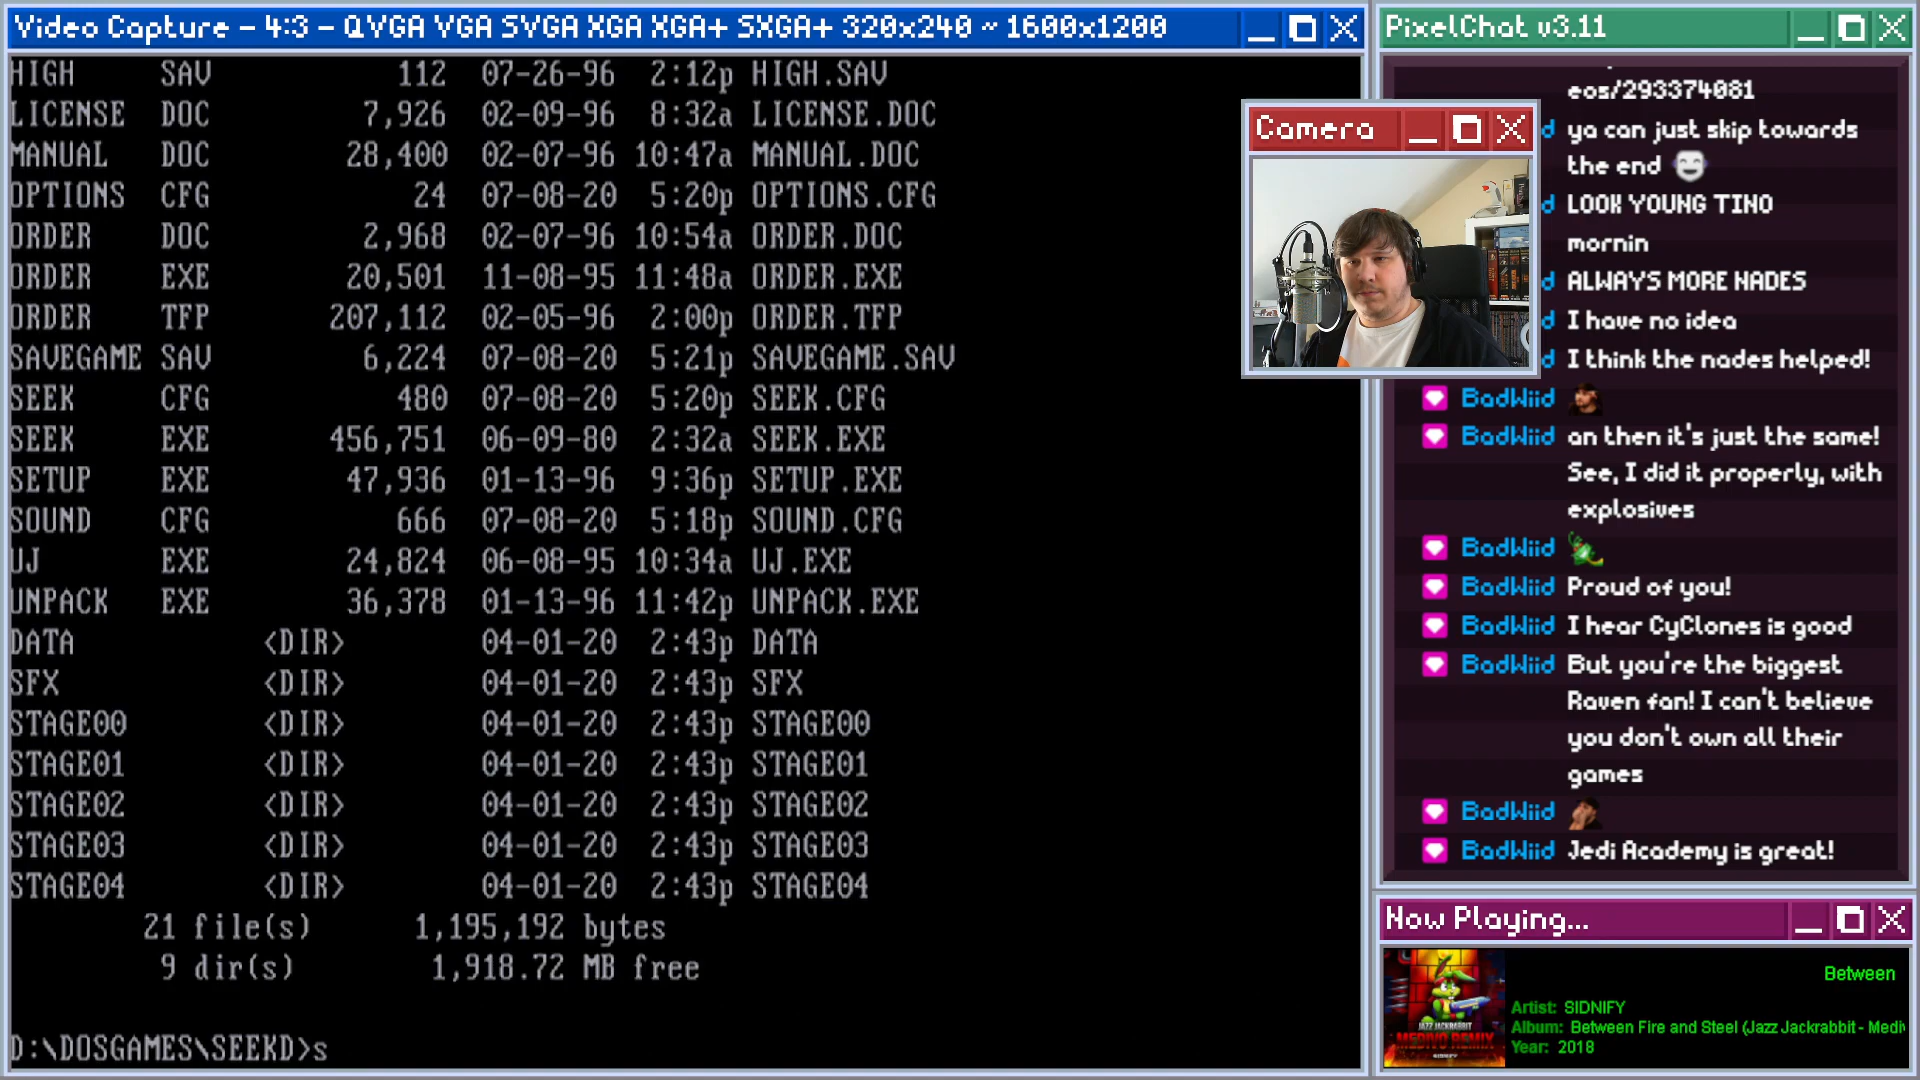 Video Capture - 4:3 - QVGA VGA SVGA XGA XGA+ SXGA+ 320x240 ~ 1600x1200
HIGH SAV 112 07-26-96 2:12p HIGH.SAV
LICENSE DOC 7,926 02-09-96 8:32a LICENSE.DOC
MANUAL DOC 28,400 02-07-96 10:47a MANUAL.DOC
OPTIONS CFG 24 07-08-20 5:20p OPTIONS.CFG
ORDER DOC 2,968 02-07-96 10:54a ORDER.DOC
ORDER EXE 20,501 11-08-95 11:48a ORDER.EXE
ORDER TFP 207,112 02-05-96 2:00p ORDER.TFP
SAVEGAME SAV 6,224 07-08-20 5:21p SAVEGAME.SAV
SEEK CFG 480 07-08-20 5:20p SEEK.CFG
SEEK EXE 456,751 06-09-80 2:32a SEEK.EXE
SETUP EXE 47,936 01-13-96 9:36p SETUP.EXE
SOUND CFG 666 07-08-20 5:18p SOUND.CFG
UJ EXE 24,824 06-08-95 10:34a UJ.EXE
UNPACK EXE 36,378 01-13-96 11:42p UNPACK.EXE
DATA <DIR> 04-01-20 2:43p DATA
SFX <DIR> 04-01-20 2:43p SFX
STAGE00 <DIR> 04-01-20 2:43p STAGE00
STAGE01 <DIR> 04-01-20 2:43p STAGE01
STAGE02 <DIR> 04-01-20 2:43p STAGE02
STAGE03 <DIR> 04-01-20 2:43p STAGE03
STAGE04 <DIR> 04-01-20 2:43p STAGE04
21 file(s) 1,195,192 bytes
9 dir(s) 1,918.72 MB free
D:\DOSGAMES\SEEKD>s
Camera
PixelChat v3.11
eos/293374081
d ya can just skip towards
the end
d LOOK YOUNG TINO
mornin
d ALWAYS MORE NADES
d I have no idea
d I think the nades helped!
BadWiid
BadWiid an then it's just the same!
See, I did it properly, with
explosives
BadWiid
BadWiid Proud of you!
BadWiid I hear CyClones is good
BadWiid But you're the biggest
Raven fan! I can't believe
you don't own all their
games
BadWiid
BadWiid Jedi Academy is great!
Now Playing...
Between
Artist: SIDNIFY
Album: Between Fire and Steel (Jazz Jackrabbit - Mediv
Year: 2018
JAZZ JACKRABBIT
MEDIVO REMIX
SIDNIFY